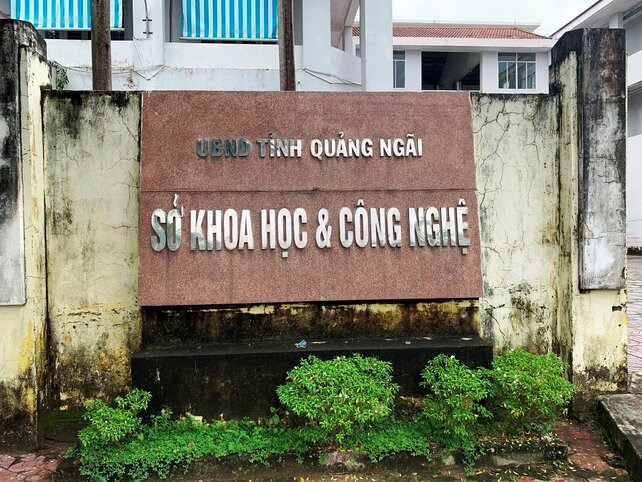 UBND TỈNH QUẢNG NGÃI
SỞ KHOA HỌC & CÔNG NGHỆ